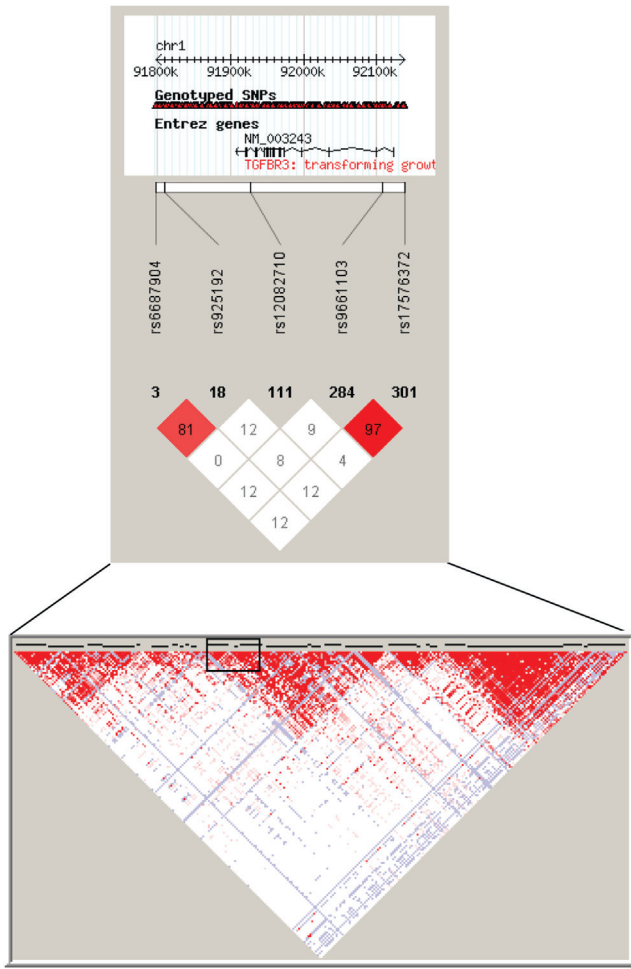 chr1
91800k 91900k 92000k 92100k
Genotyped SNPs
Entrez genes
NM_003243
TGFBR3: transforming growt
rs6687904 rs925192 rs12082710 rs9661103 rs17576372
3 18 111 284 301
81 12 9 97
0 8 4
12 12
12